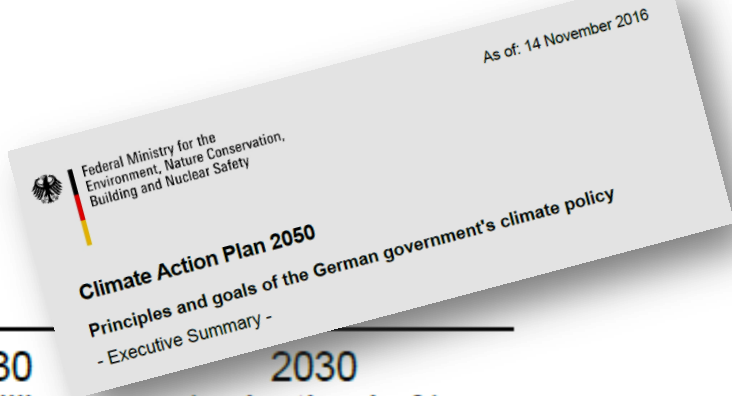 As of: 14 November 2016
Federal Ministry for the
Environment, Nature Conservation,
Building and Nuclear Safety
Climate Action Plan 2050
Principles and goals of the German government's climate policy
- Executive Summary -
30 2030